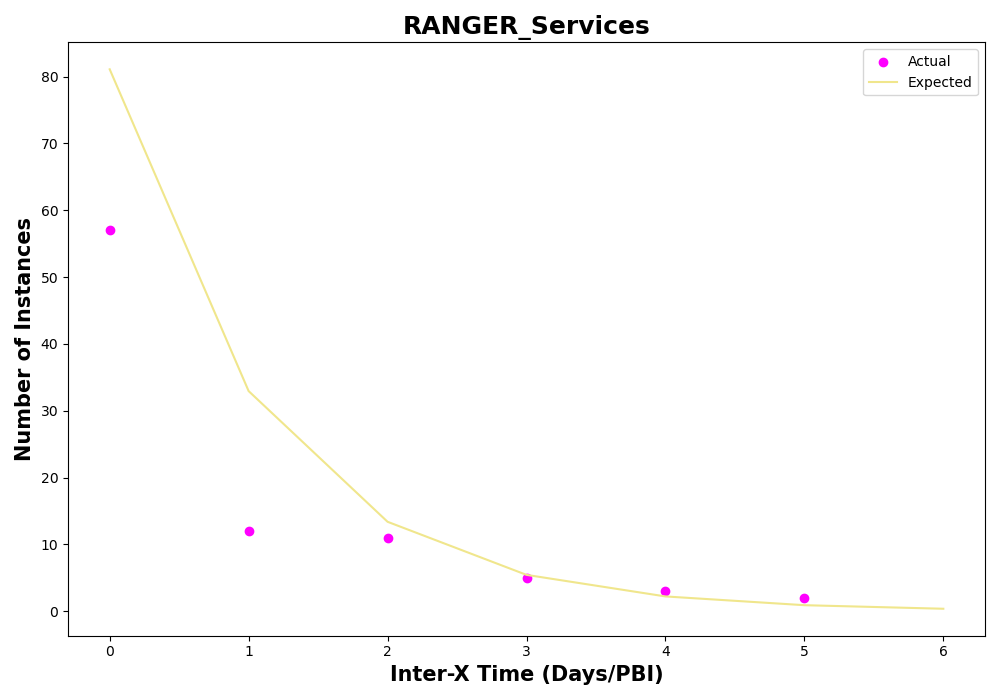 RANGER_Services
Actual
Expected
80
70
60
50
40
30
20
10
0
Number of Instances
0 1 2 3 4 5 6
Inter-X Time (Days/PBI)